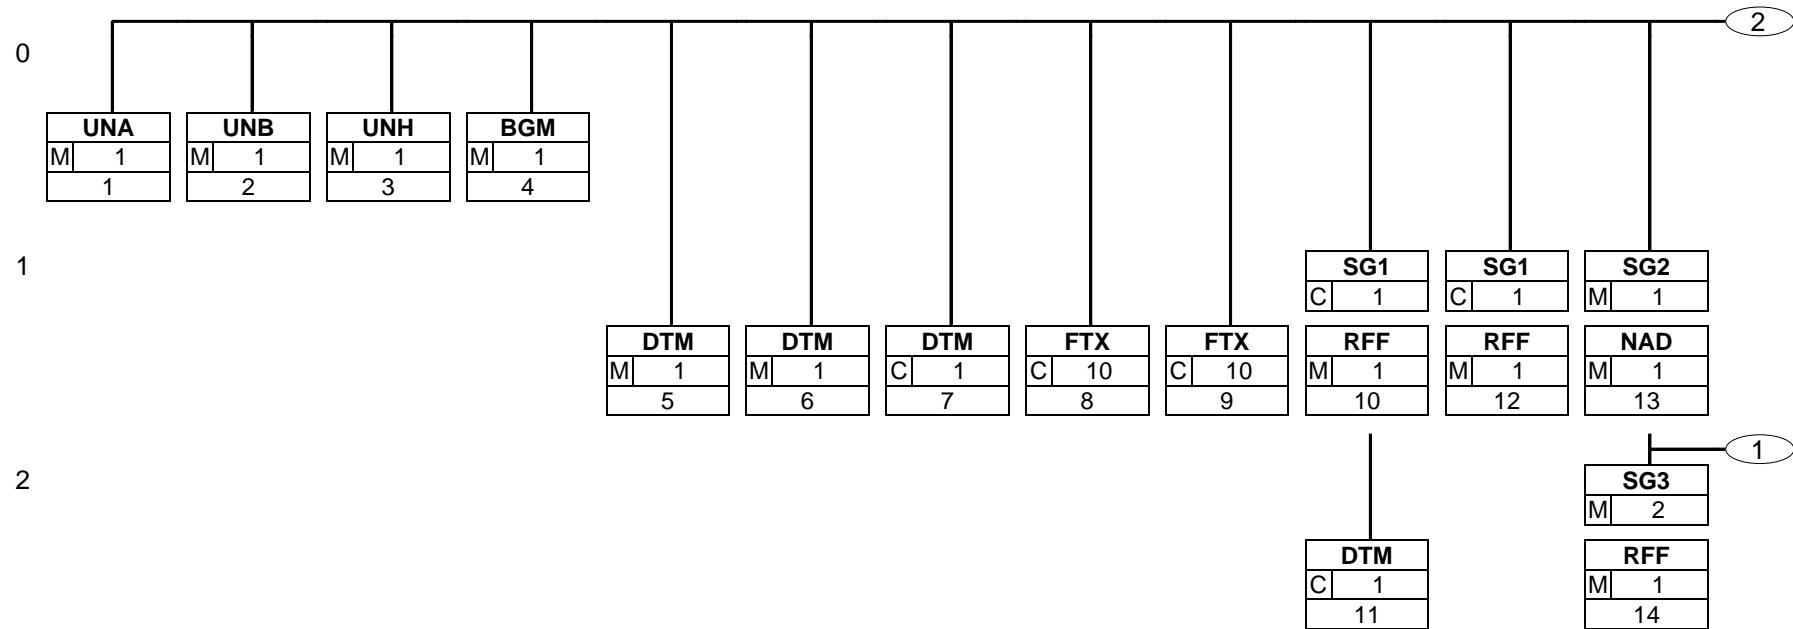 2
0
UNA UNB UNH BGM
M 1 M 1 M 1 M 1
1 2 3 4
1
SG1 SG1 SG2
C 1 C 1 M 1
DTM DTM DTM FTX FTX RFF RFF NAD
M 1 M 1 C 1 C 10 C 10 M 1 M 1 M 1
5 6 7 8 9 10 12 13
1
2
SG3
M 2
DTM RFF
C 1 M 1
11 14